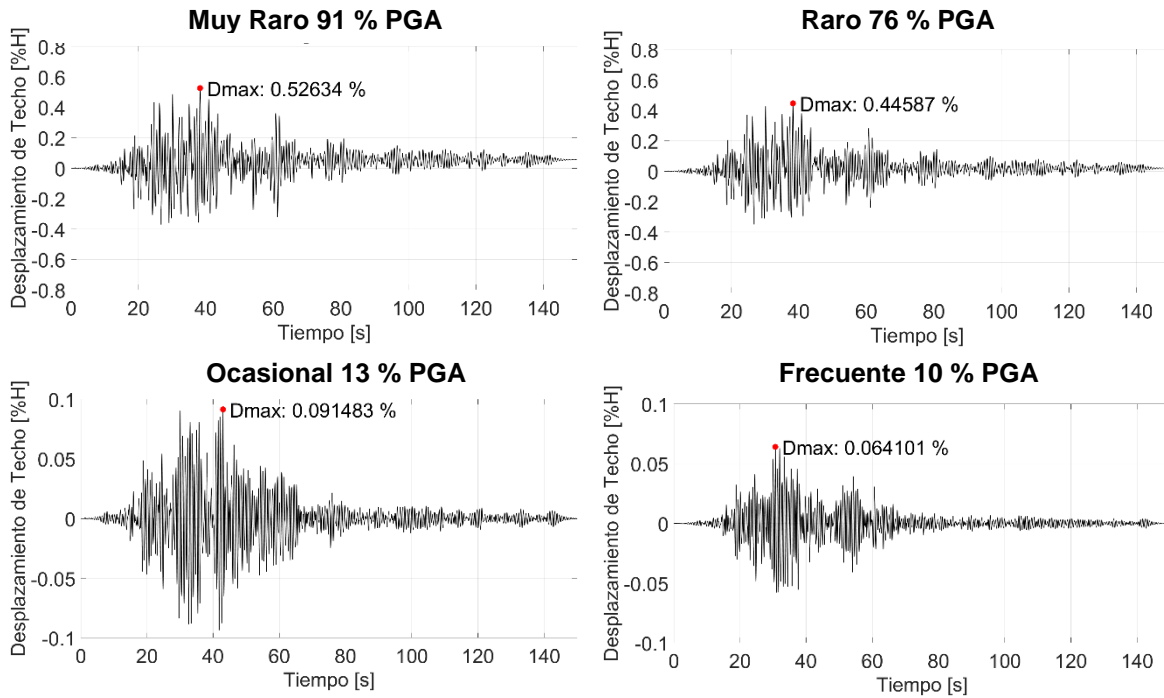 Muy Raro 91 % PGA
Desplazamiento de Techo [%H]
0.8
0.6
0.4
0.2
0
-0.2
-0.4
-0.6
-0.8
Dmax: 0.52634 %
0 20 40 60 80 100 120 140
Tiempo [s]
Raro 76 % PGA
Desplazamiento de Techo [%H]
0.8
0.6
0.4
0.2
0
-0.2
-0.4
-0.6
-0.8
Dmax: 0.44587 %
0 20 40 60 80 100 120 140
Tiempo [s]
Ocasional 13 % PGA
Desplazamiento de Techo [%H]
0.1
0.05
0
-0.05
-0.1
Dmax: 0.091483 %
0 20 40 60 80 100 120 140
Tiempo [s]
Frecuente 10 % PGA
Desplazamiento de Techo [%H]
0.1
0.05
0
-0.05
-0.1
Dmax: 0.064101 %
0 20 40 60 80 100 120 140
Tiempo [s]